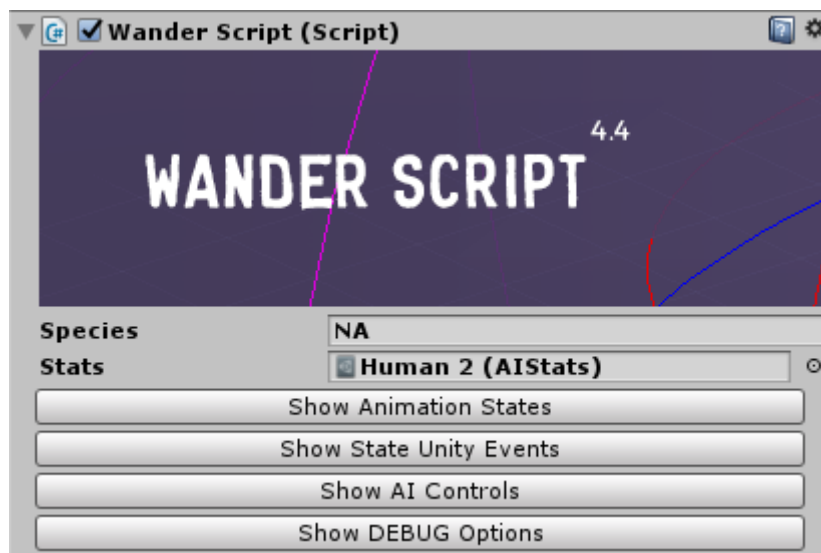 Wander Script (Script)
4.4
WANDER SCRIPT
Species NA
Stats Human 2 (AIStats)
Show Animation States
Show State Unity Events
Show AI Controls
Show DEBUG Options